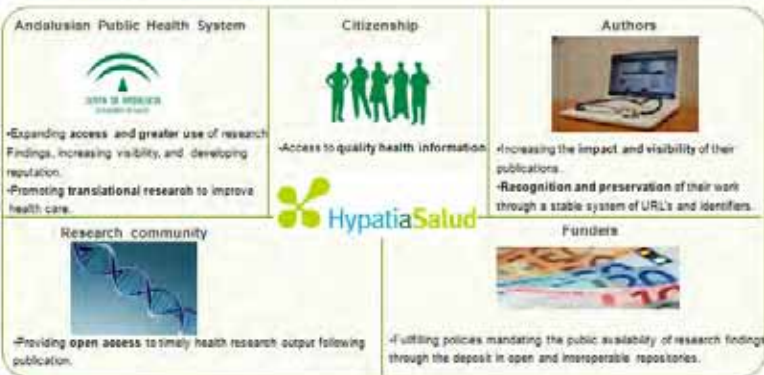 Andalusian Public Health System
JUNTA DE ANDALUCIA
•Expanding access and greater use of research
Findings, increasing visibility, and developing
reputation.
•Promoting translational research to improve
health care.
Citizenship
•Access to quality health information
Authors
•Increasing the impact and visibility of their
publications.
•Recognition and preservation of their work
through a stable system of URL's and identifiers.
HypatiaSalud
Research community
•Providing open access to timely health research output following
publication.
Funders
•Fulfilling policies mandating the public availability of research findings
through the deposit in open and interoperable repositories.